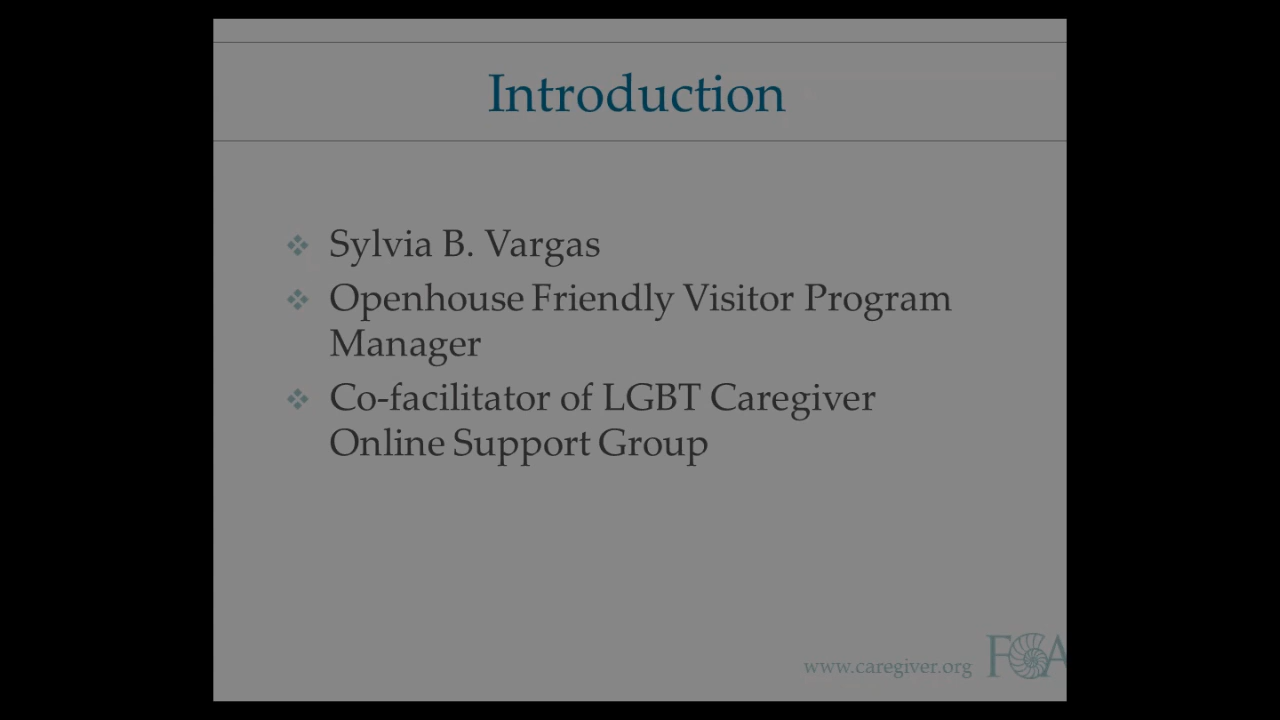 Introduction
Sylvia B. Vargas
Openhouse Friendly Visitor Program
Manager
Co-facilitator of LGBT Caregiver
Online Support Group
www.caregiver.org
FCA